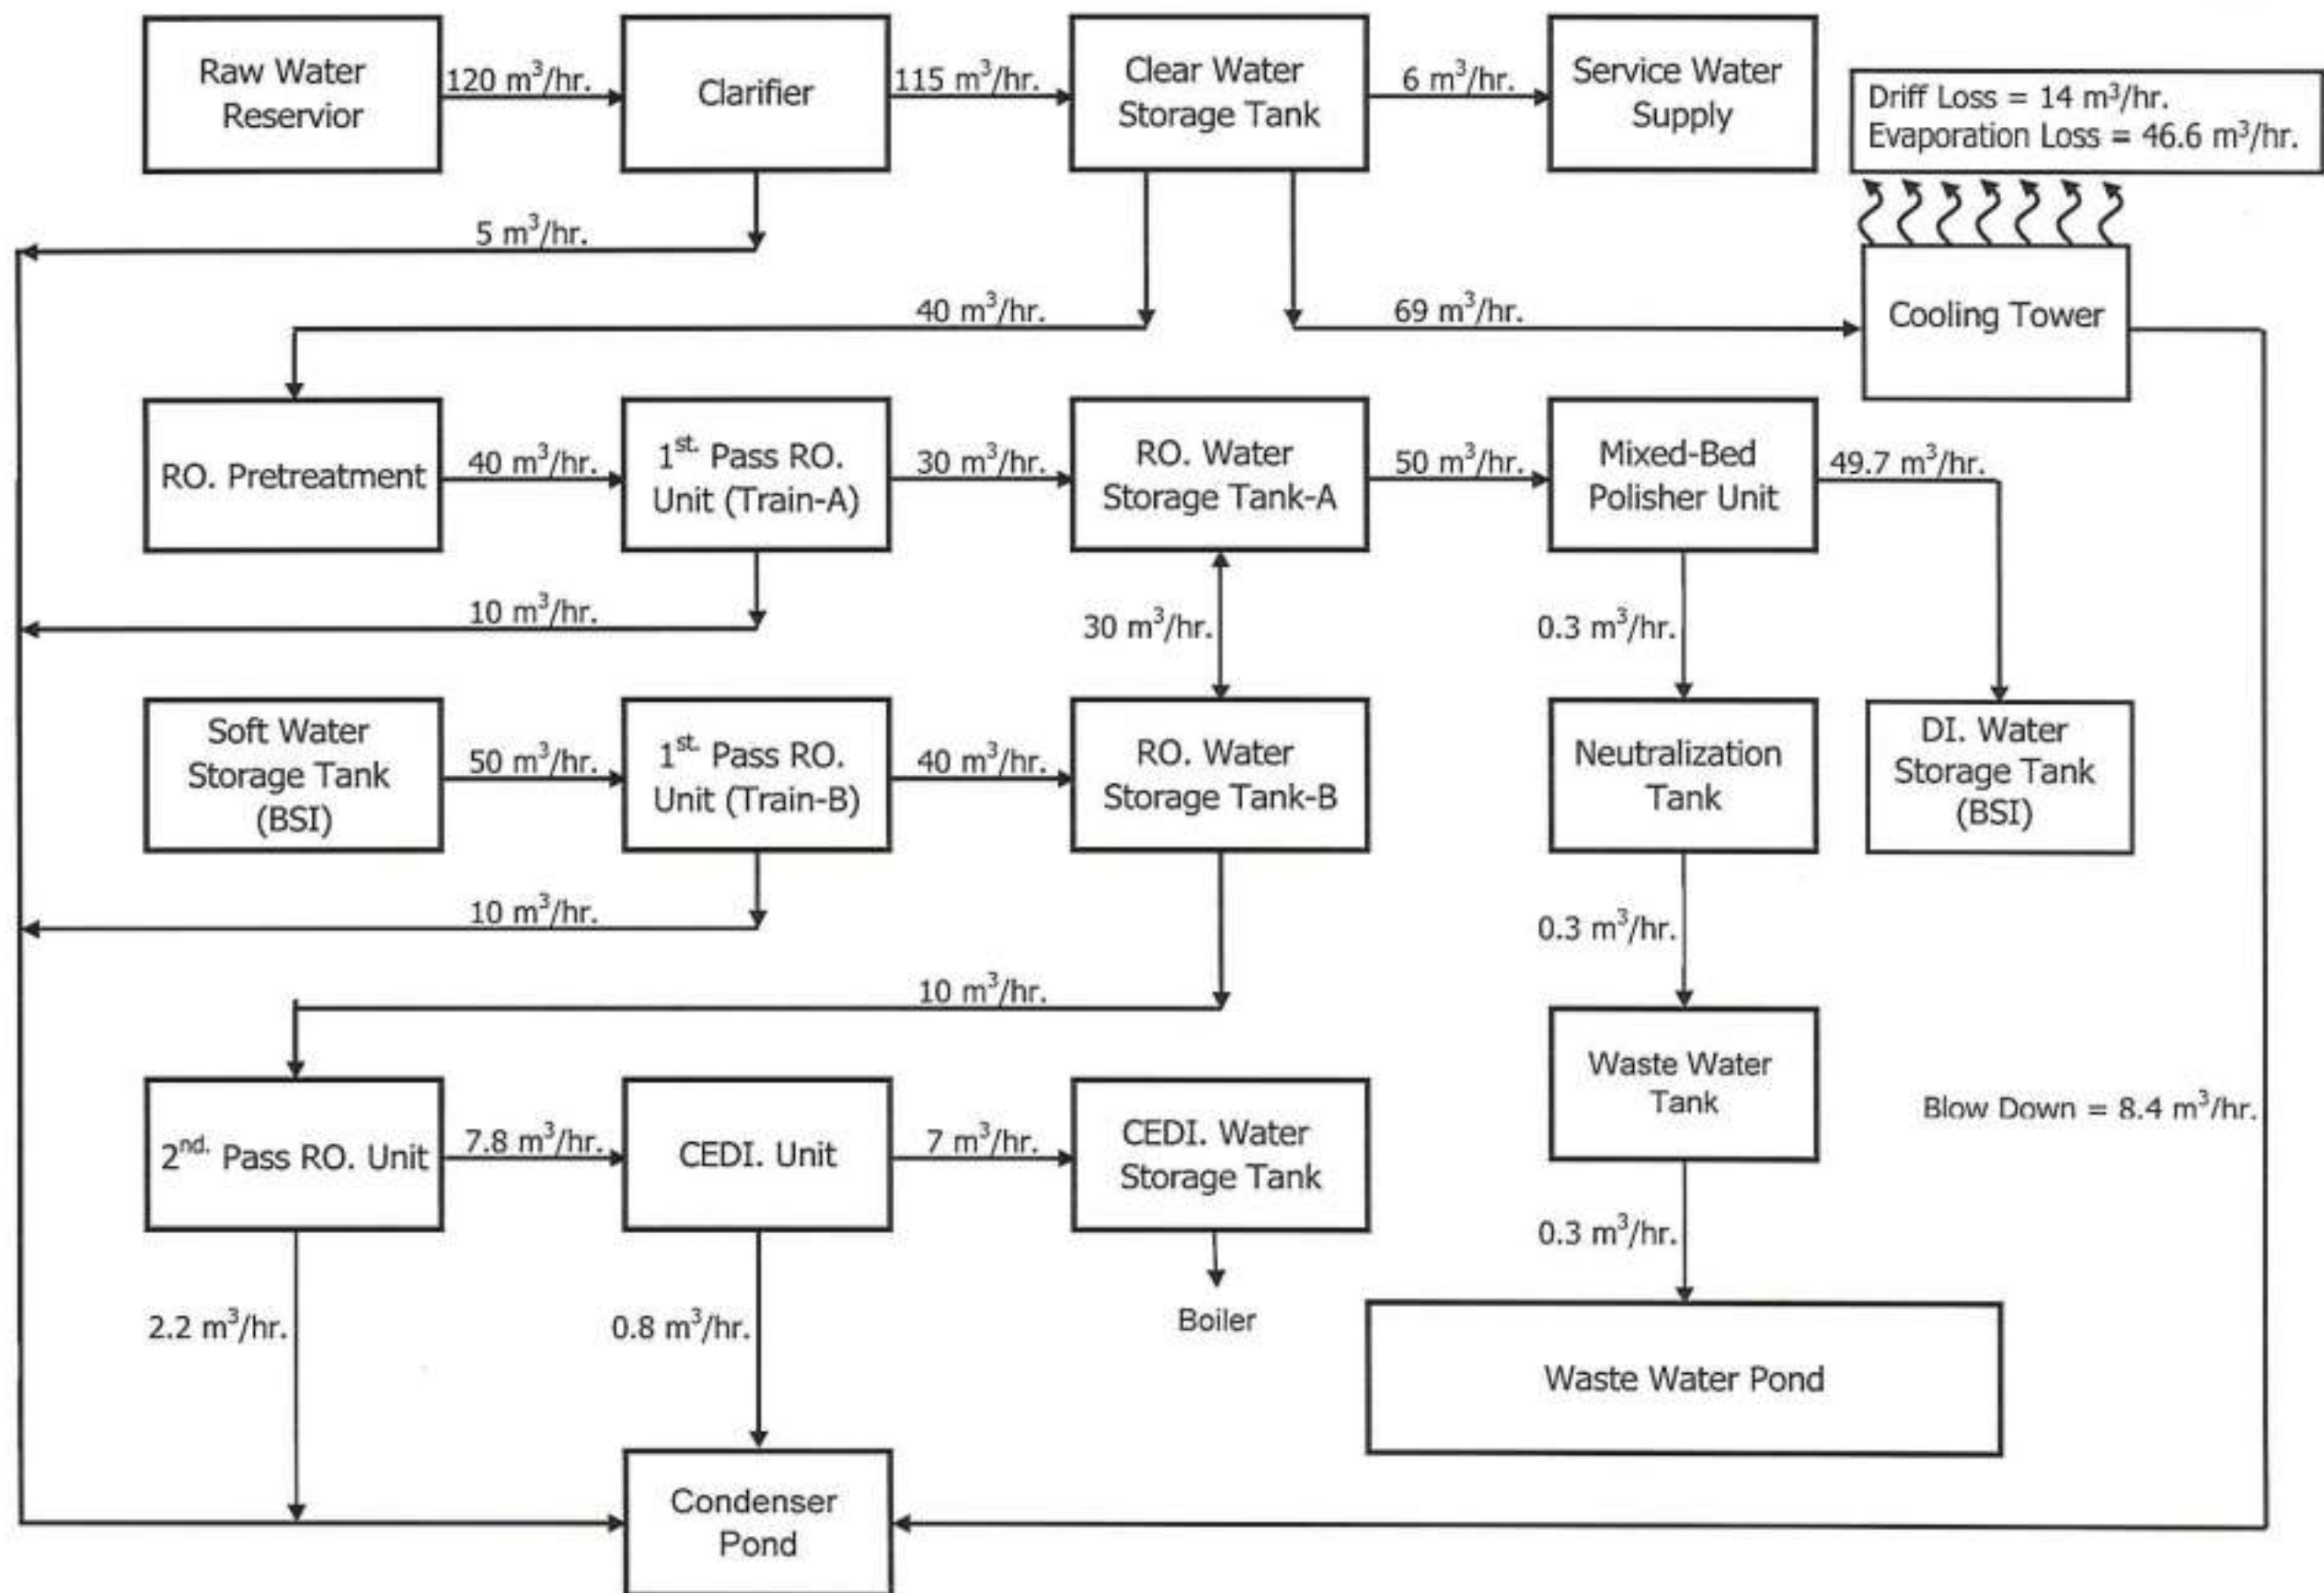 Raw Water
Reservior
120 m³/hr.
Clarifier
115 m³/hr.
Clear Water
Storage Tank
6 m³/hr.
Service Water
Supply
Driff Loss = 14 m³/hr.
Evaporation Loss = 46.6 m³/hr.
5 m³/hr.
40 m³/hr.
69 m³/hr.
Cooling Tower
RO. Pretreatment
40 m³/hr.
1st. Pass RO.
Unit (Train-A)
30 m³/hr.
RO. Water
Storage Tank-A
50 m³/hr.
Mixed-Bed
Polisher Unit
49.7 m³/hr.
10 m³/hr.
30 m³/hr.
0.3 m³/hr.
Soft Water
Storage Tank
(BSI)
50 m³/hr.
1st. Pass RO.
Unit (Train-B)
40 m³/hr.
RO. Water
Storage Tank-B
Neutralization
Tank
DI. Water
Storage Tank
(BSI)
10 m³/hr.
0.3 m³/hr.
10 m³/hr.
2nd. Pass RO. Unit
7.8 m³/hr.
CEDI. Unit
7 m³/hr.
CEDI. Water
Storage Tank
Waste Water
Tank
Blow Down = 8.4 m³/hr.
0.3 m³/hr.
2.2 m³/hr.
0.8 m³/hr.
Boiler
Waste Water Pond
Condenser
Pond